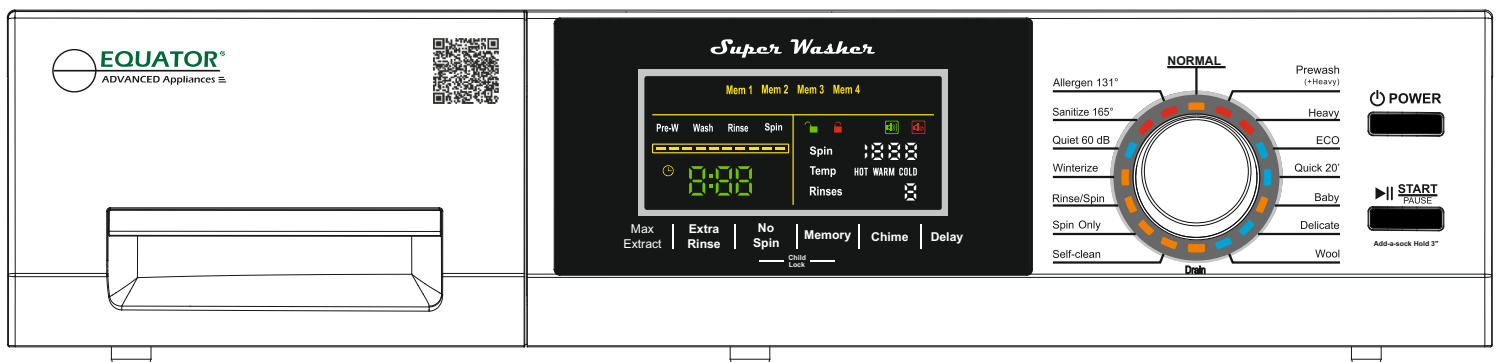 EQUATOR®
ADVANCED Appliances
Super Washer
Mem 1 Mem 2 Mem 3 Mem 4
Pre-W Wash Rinse Spin
Spin 1888
Temp HOT WARM COLD
8:88
Rinses 8
Max Extract
Extra Rinse
No Spin
Memory
Chime
Delay
Child
Lock
NORMAL
Allergen 131°
Sanitize 165°
Quiet 60 dB
Winterize
Rinse/Spin
Spin Only
Self-clean
Drain
Prewash
(+Heavy)
Heavy
ECO
Quick 20'
Baby
Delicate
Wool
POWER
START
PAUSE
Add-a-sock Hold 3"